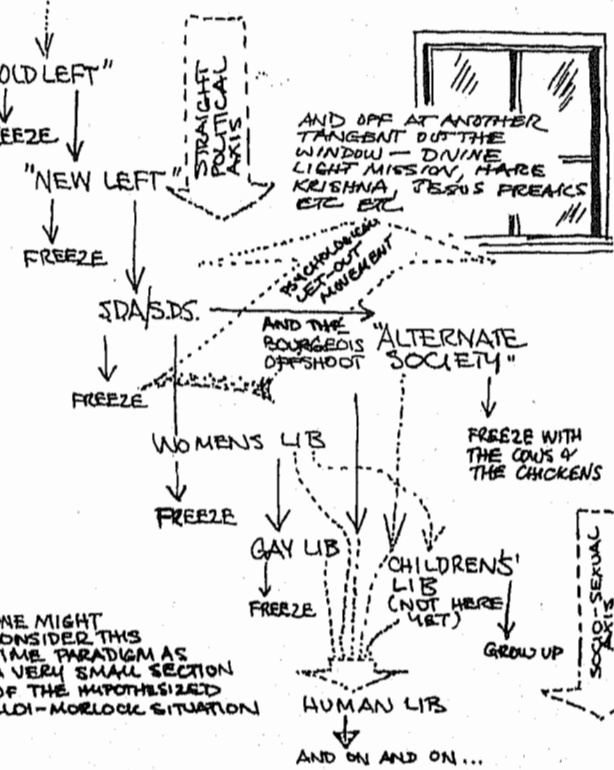 OLD LEFT"
EEZE
"NEW LEFT"
FREEZE
STRAIGHT
POLITICAL
AXIS
AND OFF AT ANOTHER
TANGENT OUT THE
WINDOW — DIVINE
LIGHT MISSION, HARE
KRISHNA, JESUS FREAKS
ETC ETC
PSYCHOLOGICAL
LET-OUT
MOVEMENT
S.D.A/S.D.S.
FREEZE
AND THE
BOURGEOIS
OFFSHOOT
"ALTERNATE
SOCIETY"
FREEZE WITH
THE COWS &
THE CHICKENS
WOMENS LIB
FREEZE
GAY LIB
FREEZE
CHILDRENS'
LIB
(NOT HERE
YET)
GROW UP
SOCIO-SEXUAL
AXIS
NE MIGHT
ONSIDER THIS
IME PARADIGM AS
A VERY SMALL SECTION
OF THE HYPOTHESIZED
LOI-MORLOCK SITUATION
HUMAN LIB
AND ON AND ON...